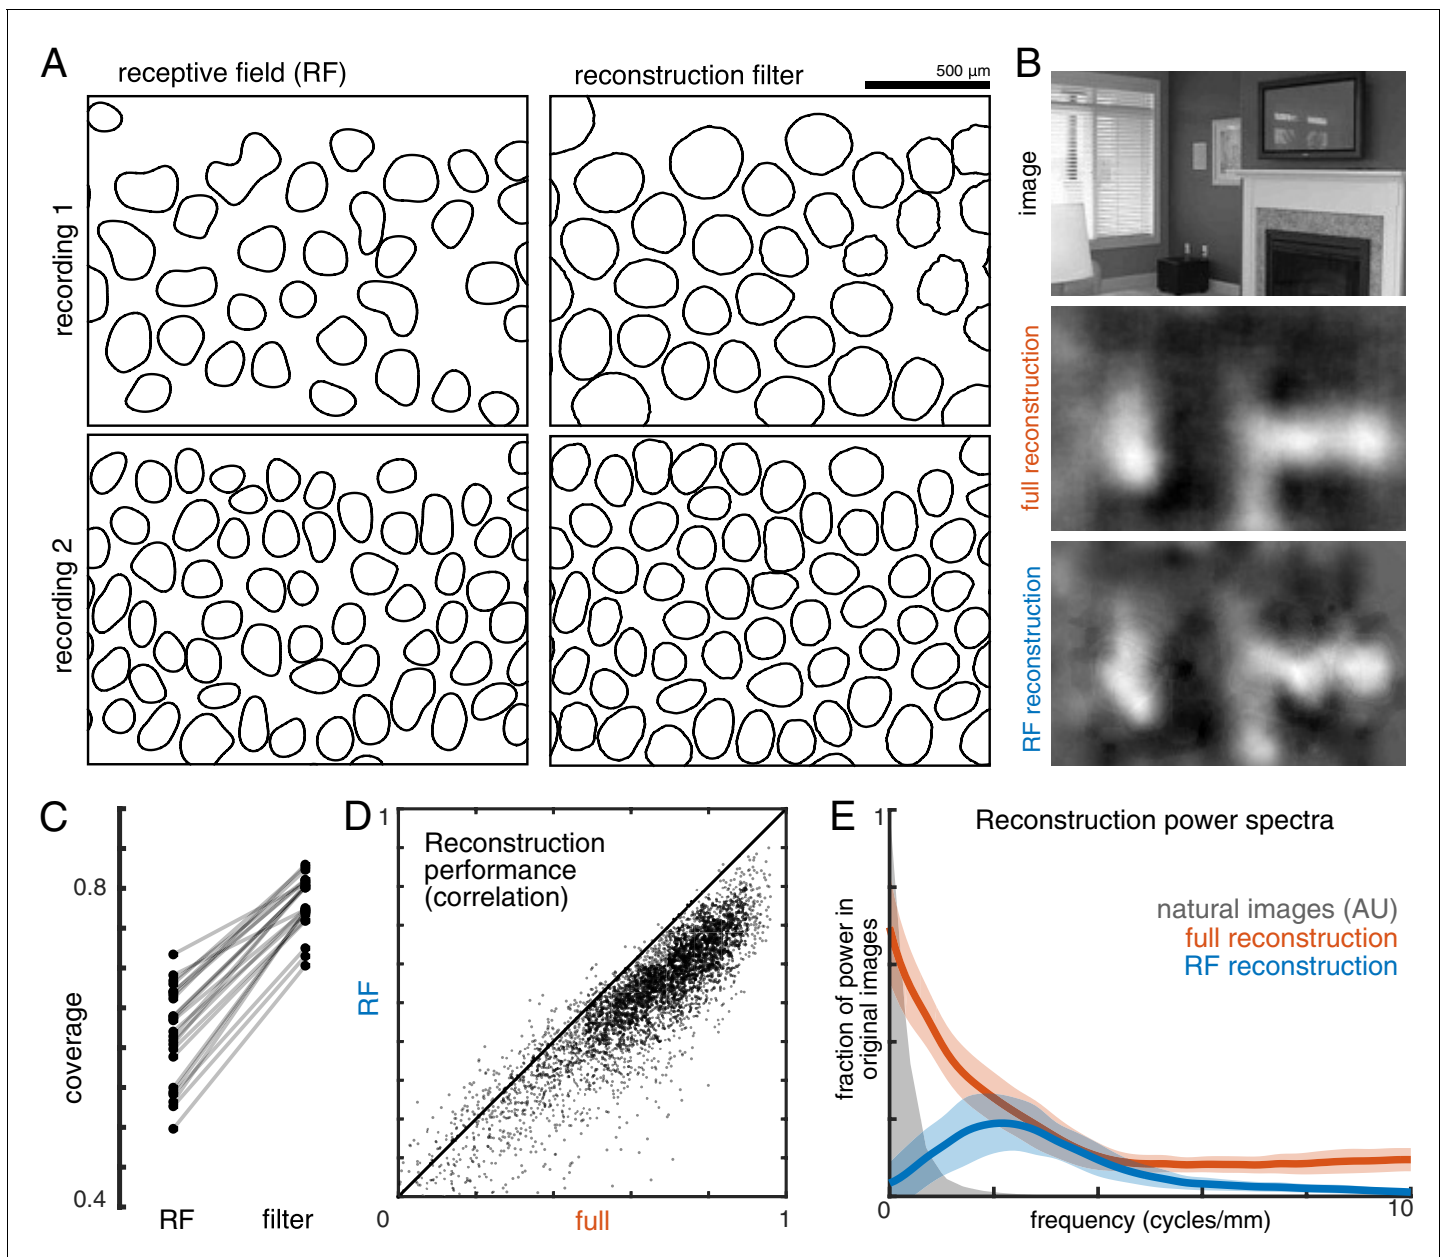 A
receptive field (RF)
reconstruction filter
500 µm
recording 1
recording 2
B
image
full reconstruction
RF reconstruction
C
0.8
0.4
coverage
RF
filter
D
1
Reconstruction
performance
(correlation)
RF
0
full
1
E
1
Reconstruction power spectra
natural images (AU)
full reconstruction
RF reconstruction
fraction of power in
original images
0
frequency (cycles/mm)
10